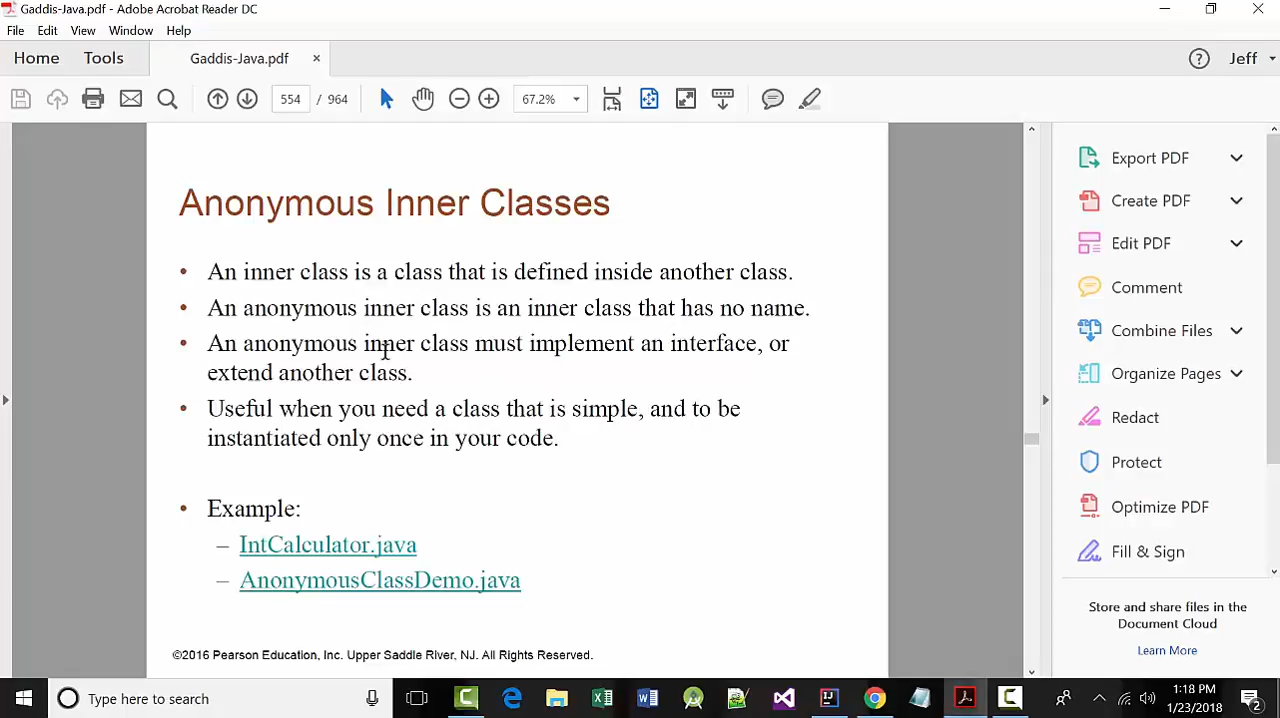 Gaddis-Java.pdf - Adobe Acrobat Reader DC
File Edit View Window Help
Home Tools Gaddis-Java.pdf × Jeff
554 / 964 67.2%
Anonymous Inner Classes
• An inner class is a class that is defined inside another class.
• An anonymous inner class is an inner class that has no name.
• An anonymous inner class must implement an interface, or
extend another class.
• Useful when you need a class that is simple, and to be
instantiated only once in your code.
• Example:
– IntCalculator.java
– AnonymousClassDemo.java
©2016 Pearson Education, Inc. Upper Saddle River, NJ. All Rights Reserved.
Export PDF
Create PDF
Edit PDF
Comment
Combine Files
Organize Pages
Redact
Protect
Optimize PDF
Fill & Sign
Store and share files in the
Document Cloud
Learn More
Type here to search
1:18 PM
1/23/2018
2